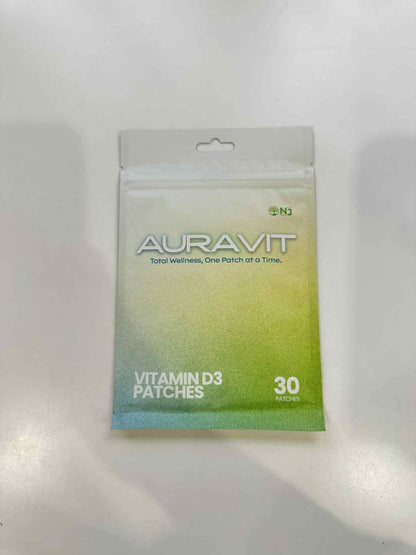 NJ
AURAVIT
Total Wellness, One Patch at a Time.
VITAMIN D3
PATCHES
30
PATCHES